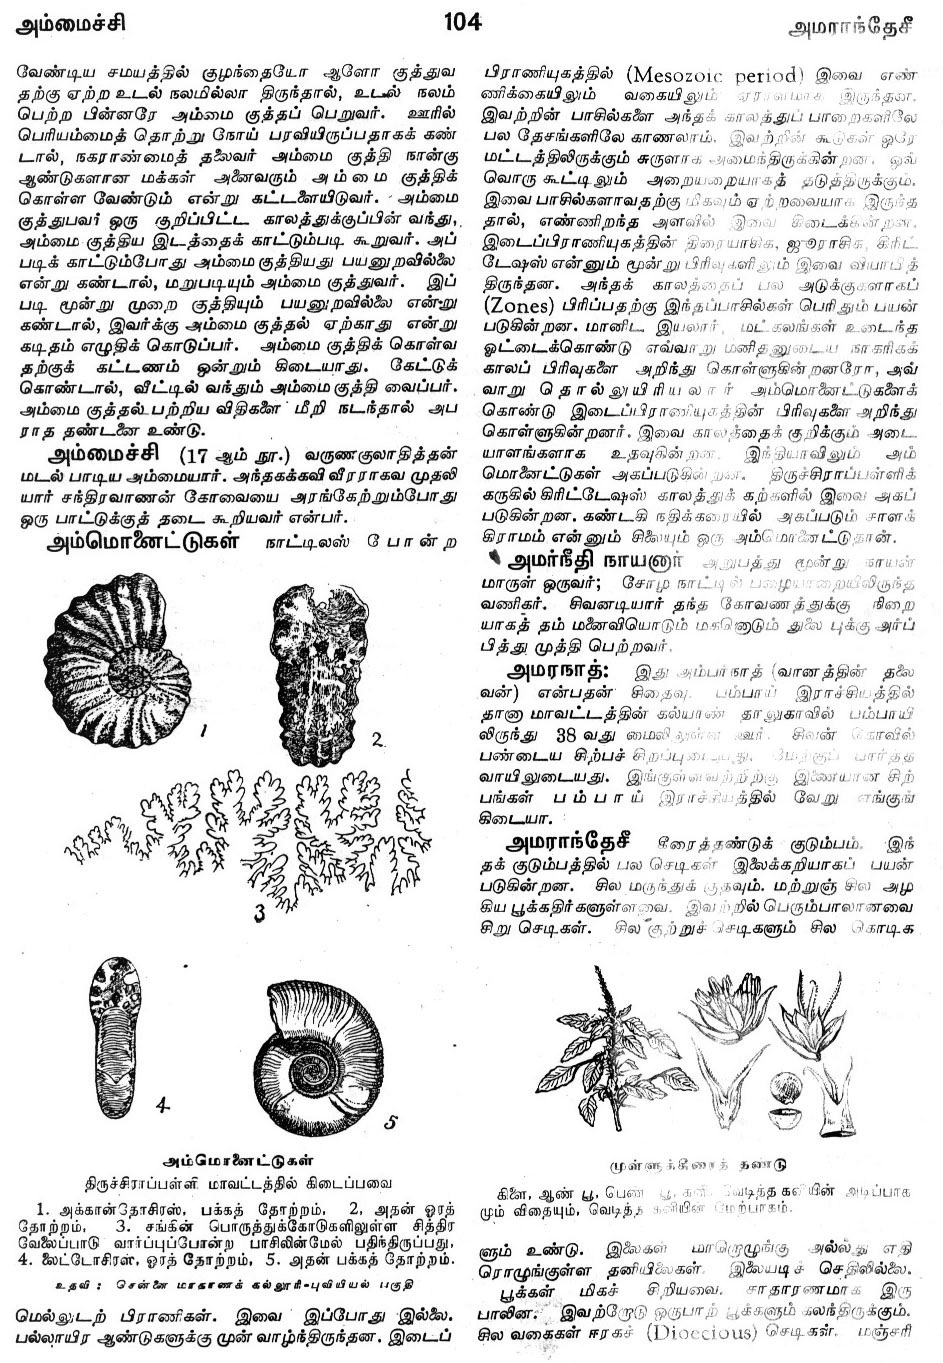 அம்மைச்சி
104
அமராந்தேசீ
வேண்டிய சமயத்தில் குழந்தையோ ஆளோ குத்துவ
தற்கு ஏற்ற உடல் நலமில்லா திருந்தால், உடல் நலம்
பெற்ற பின்னரே அம்மை குத்தப் பெறுவர். ஊரில்
பெரியம்மைத் தொற்று நோய் பரவியிருப்பதாகக் கண்
டால், நகராண்மைத் தலைவர் அம்மை குத்தி நான்கு
ஆண்டுகளான மக்கள் அனைவரும் அம்மை குத்திக்
கொள்ள வேண்டும் என்று கட்டளையிடுவர். அம்மை
குத்துபவர் ஒரு குறிப்பிட்ட காலத்துக்குப்பின் வந்து,
அம்மை குத்திய இடத்தைக் காட்டும்படி கூறுவர். அப்
படிக் காட்டும்போது அம்மை குத்தியது பயனுறவில்லை
என்று கண்டால், மறுபடியும் அம்மை குத்துவர். இப்
படி மூன்று முறை குத்தியும் பயனுறவில்லை என்று
கண்டால், இவர்க்கு அம்மை குத்தல் ஏற்காது என்று
கடிதம் எழுதிக் கொடுப்பர். அம்மை குத்திக் கொள்வ
தற்குக் கட்டணம் ஒன்றும் கிடையாது. கேட்டுக்
கொண்டால், வீட்டில் வந்தும் அம்மை குத்தி வைப்பர்.
அம்மை குத்தல் பற்றிய விதிகளை மீறி நடந்தால் அப
ராத தண்டனை உண்டு.
அம்மைச்சி (17 ஆம் நூ.) வருணகுலாதித்தன்
மடல் பாடிய அம்மையார். அந்தகக்கவி வீரராகவ முதலி
யார் சந்திரவாணன் கோவையை அரங்கேற்றும்போது
ஒரு பாட்டுக்குத் தடை கூறியவர் என்பர்.
அம்மொனைட்டுகள் நாட்டிலஸ் போன்ற
1
2
3
4
5
அம்மொனைட்டுகள்
திருச்சிராப்பள்ளி மாவட்டத்தில் கிடைப்பவை
1. அக்கான்தோசிரஸ், பக்கத் தோற்றம். 2, அதன் ஓரத்
தோற்றம், 3. சங்கின் பொருத்துக்கோடுகளிலுள்ள சித்திர
வேலைப்பாடு வார்ப்புப்போன்ற பாசிலின்மேல் பதிந்திருப்பது,
4. லைட்டோசிரஸ், ஓரத் தோற்றம், 5. அதன் பக்கத் தோற்றம்.
உதவி : சென்னை மாகாணக் கல்லூரி-புவியியல் பகுதி
மெல்லுடற் பிராணிகள். இவை இப்போது இல்லை.
பல்லாயிர ஆண்டுகளுக்கு முன் வாழ்ந்திருந்தன. இடைப்
பிராணியுகத்தில் (Mesozoic period) இவை எண்
ணிக்கையிலும் வகையிலும் ஏராளமாக இருந்தன.
இவற்றின் பாசில்களை அந்தக் காலத்துப் பாறைகளிலே
பல தேசங்களிலே காணலாம். இவற்றின் கூடுகள் ஒரே
மட்டத்திலிருக்கும் சுருளாக அமைந்திருக்கின்றன. ஒவ்
வொரு கூட்டிலும் அறையறையாகத் தடுத்திருக்கும்.
இவை பாசில்களாவதற்கு மிகவும் ஏற்றவையாக இருந்த
தால், எண்ணிறந்த அளவில் இவை கிடைக்கின்றன.
இடைப்பிராணியுகத்தின் திரையாசிக, ஜூராசிக, கிரிட்
டேஷஸ் என்னும் மூன்று பிரிவுகளிலும் இவை வியாபித்
திருந்தன. அந்தக் காலத்தைப் பல அடுக்குகளாகப்
(Zones) பிரிப்பதற்கு இந்தப்பாசில்கள் பெரிதும் பயன்
படுகின்றன. மானிட இயலார் மட்கலங்கள் உடைந்த
ஓட்டைக்கொண்டு எவ்வாறு மனிதனுடைய நாகரிகக்
காலப் பிரிவுகளை அறிந்து கொள்ளுகின்றனரோ, அவ்
வாறு தொல்லுயிரியலார் அம்மொனைட்டுகளைக்
கொண்டு இடைப்பிராணியுகத்தின் பிரிவுகளை அறிந்து
கொள்ளுகின்றனர். இவை காலத்தைக் குறிக்கும் அடை
யாளங்களாக உதவுகின்றன. இந்தியாவிலும் அம்
மொனைட்டுகள் அகப்படுகின்றன. திருச்சிராப்பள்ளிக்
கருகில் கிரிட்டேஷஸ் காலத்துக் கற்களில் இவை அகப்
படுகின்றன. கண்டகி நதிக்கரையில் அகப்படும் சாளக்
கிராமம் என்னும் சிலையும் ஒரு அம்மொனைட்டுதான்.
அமர்நீதி நாயனார் அறுபத்து மூன்று நாயன்
மாருள் ஒருவர்; சோழ நாட்டில் பழையாறையிலிருந்த
வணிகர். சிவனடியார் தந்த கோவணத்துக்கு நிறை
யாகத் தம் மனைவியொடும் மகனொடும் துலை புக்கு அர்ப்
பித்து முத்தி பெற்றவர்.
அமரநாத்: இது அம்பர்நாத் (வானத்தின் தலை
வன்) என்பதன் சிதைவு. பம்பாய் இராச்சியத்தில்
தானா மாவட்டத்தின் கல்யாண் தாலுகாவில் பம்பாயி
லிருந்து 38 வது மைலிலுள்ள ஊர். சிவன் கோவில்
பண்டைய சிற்பச் சிறப்புடையது. மேற்குப் பார்த்த
வாயிலுடையது. இங்குள்ளவற்றிற்கு இணையான சிற்
பங்கள் பம்பாய் இராச்சியத்தில் வேறு எங்குங்
கிடையா.
அமராந்தேசீ கீரைத்தண்டுக் குடும்பம். இந்
தக் குடும்பத்தில் பல செடிகள் இலைக்கறியாகப் பயன்
படுகின்றன. சில மருந்துக் குதவும். மற்றுஞ் சில அழ
கிய பூக்கதிர்களுள்ளவை. இவற்றில் பெரும்பாலானவை
சிறு செடிகள். சில குற்றுச் செடிகளும் சில கொடிக
முள்ளுக்கீரைத் தண்டு
கிளை, ஆண் பூ, பெண் பூ, கனி, வெடித்த கனியின் அடிப்பாக
மும் விதையும், வெடித்த கனியின் மேற்பாகம்.
ளும் உண்டு. இலைகள் மாறொழுங்கு அல்லது எதி
ரொழுங்குள்ள தனியிலைகள். இலையடிச் செதிலில்லை.
பூக்கள் மிகச் சிறியவை. சாதாரணமாக இரு
பாலின. இவற்றோடு ஒருபாற் பூக்களும் கலந்திருக்கும்.
சில வகைகள் ஈரகச் (Dioecious) செடிகள். மஞ்சரி